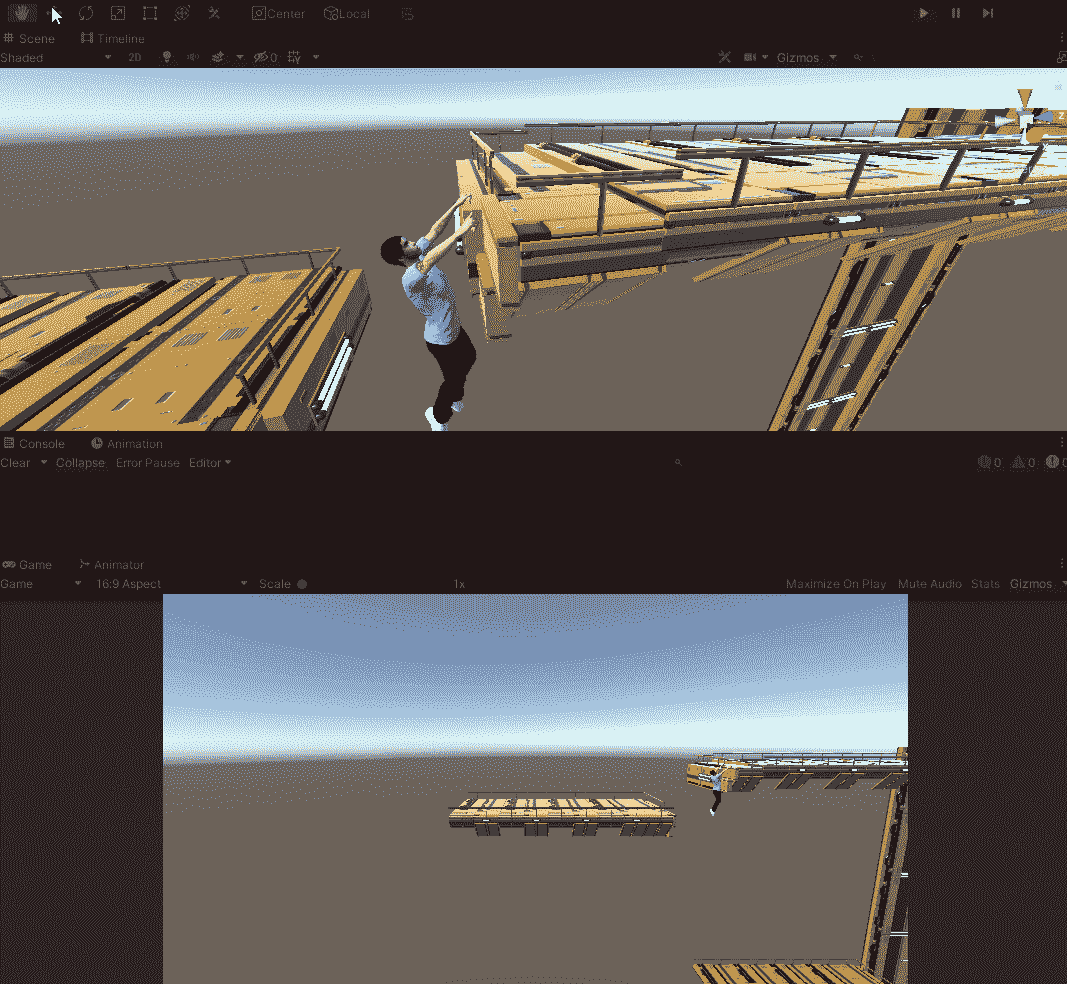 Center Local
Scene Timeline
Shaded 2D 0 Gizmos
Z
Console Animation
Clear Collapse Error Pause Editor 0 0 0
Game Animator
Game 16:9 Aspect Scale 1x Maximize On Play Mute Audio Stats Gizmos